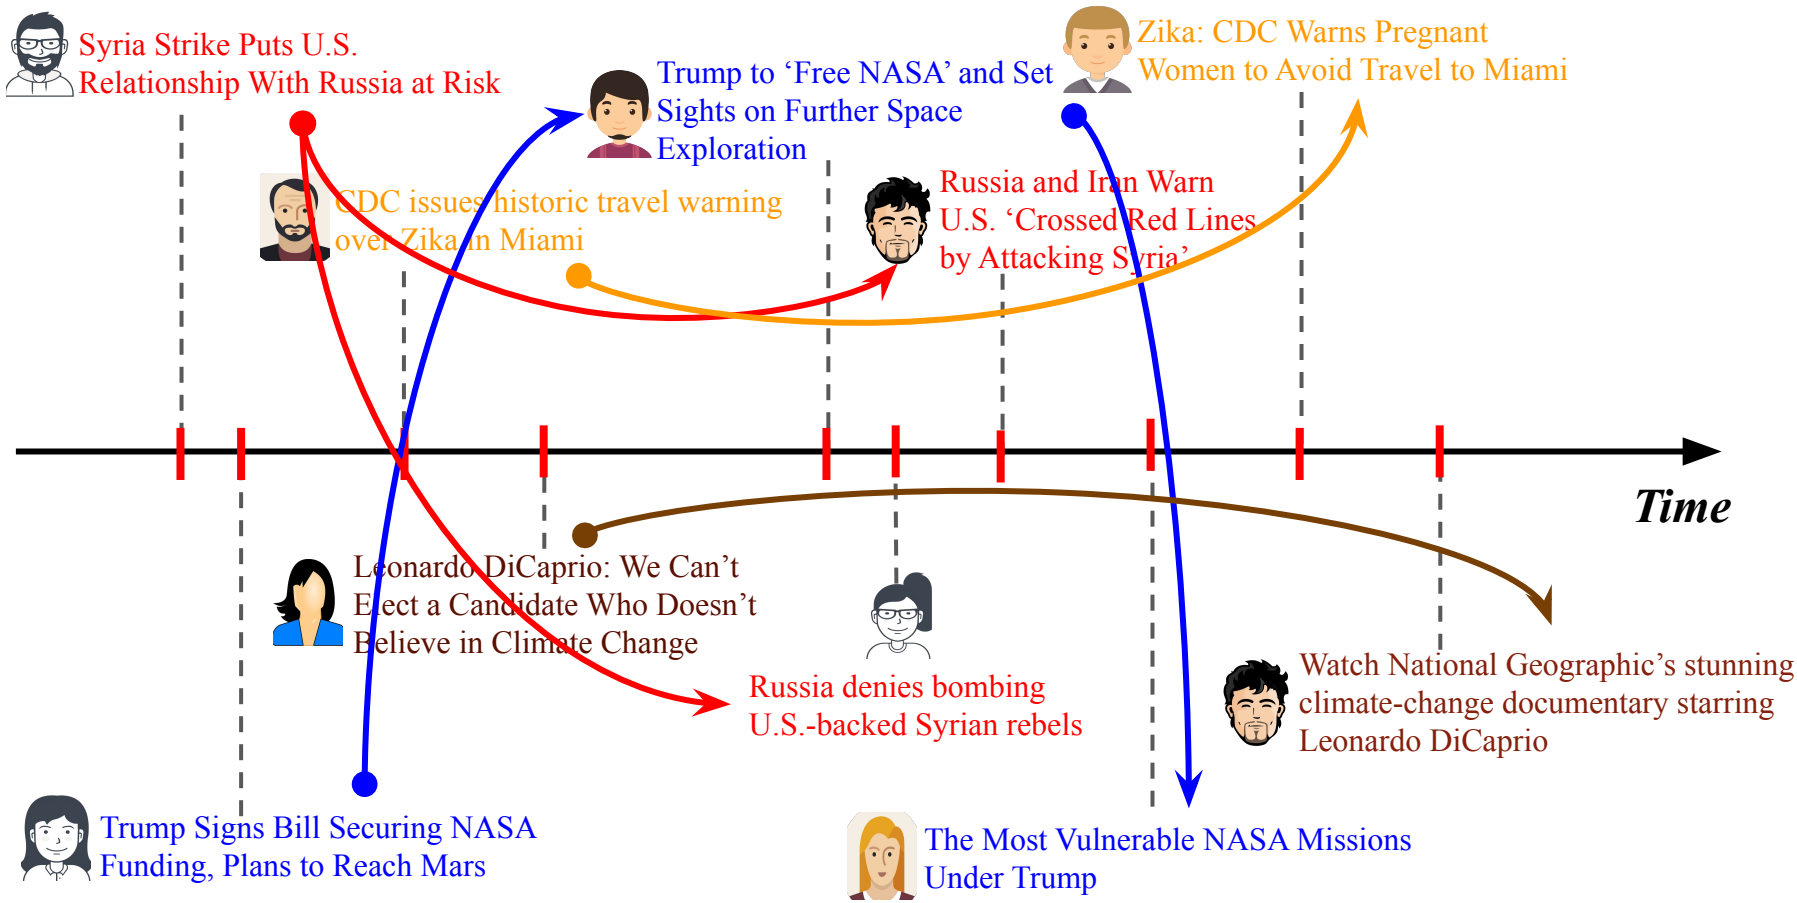 Syria Strike Puts U.S.
Relationship With Russia at Risk
Trump to ‘Free NASA’ and Set
Sights on Further Space
Exploration
Zika: CDC Warns Pregnant
Women to Avoid Travel to Miami
CDC issues historic travel warning
over Zika in Miami
Russia and Iran Warn
U.S. ‘Crossed Red Lines
by Attacking Syria’
Time
Leonardo DiCaprio: We Can’t
Elect a Candidate Who Doesn’t
Believe in Climate Change
Russia denies bombing
U.S.-backed Syrian rebels
Watch National Geographic’s stunning
climate-change documentary starring
Leonardo DiCaprio
Trump Signs Bill Securing NASA
Funding, Plans to Reach Mars
The Most Vulnerable NASA Missions
Under Trump